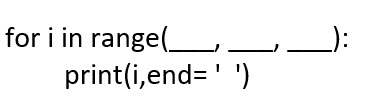 for i in range(___, ___, ___):
print(i,end= '  ')